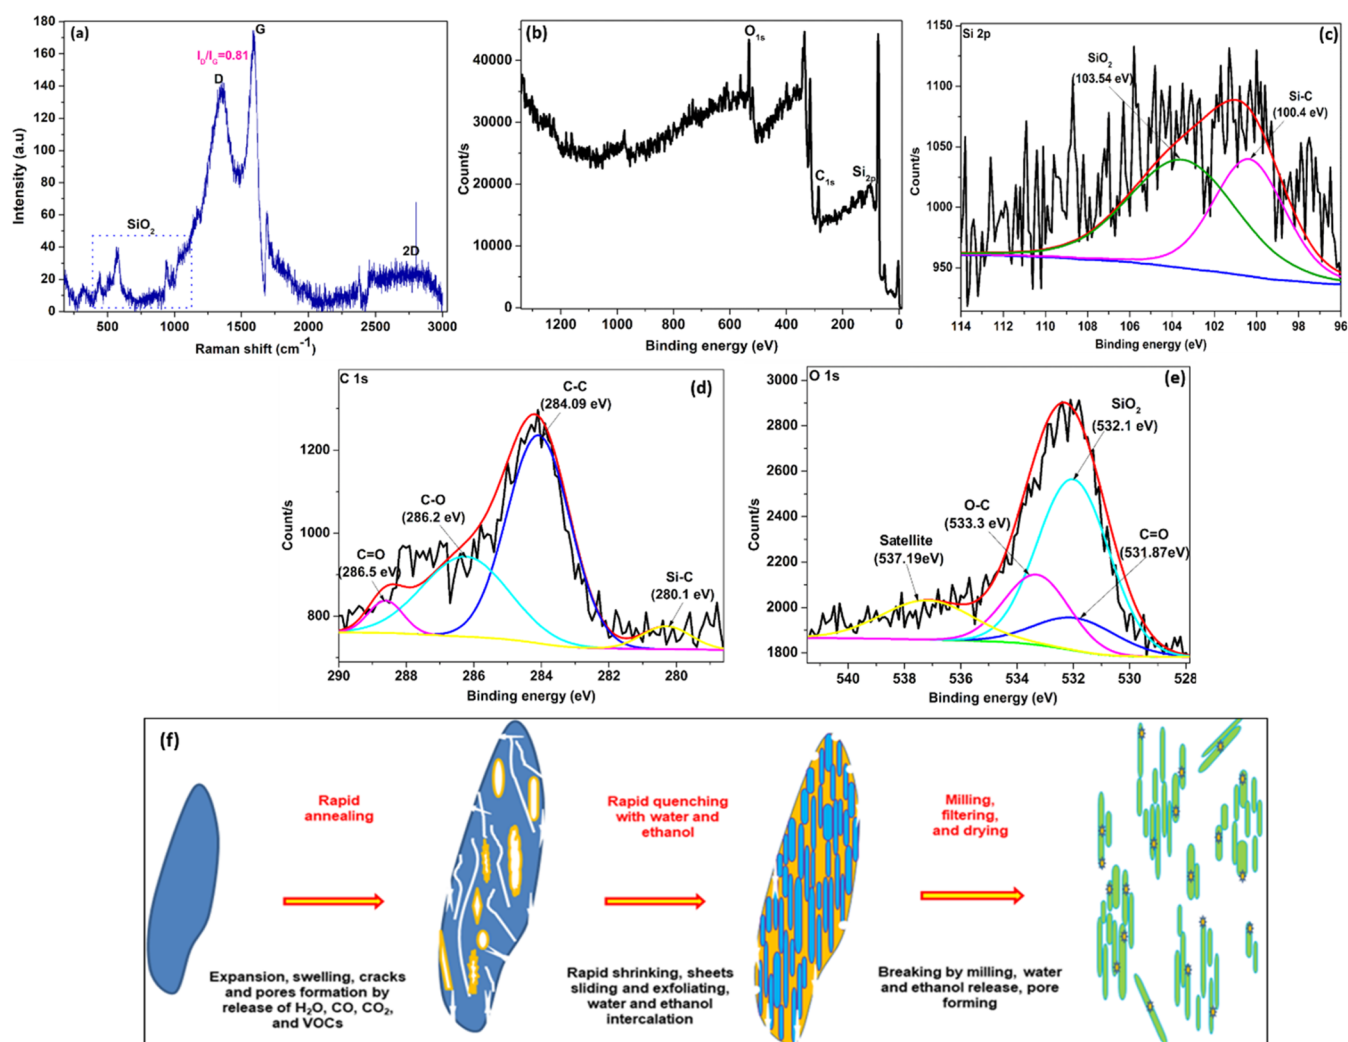 (a)
I_D/I_G=0.81
G
D
SiO₂
2D
Intensity (a.u)
180
160
140
120
100
80
60
40
20
0
500
1000
1500
2000
2500
3000
Raman shift (cm⁻¹)
(b)
O₁ₛ
C₁ₛ
Si₂ₚ
Count/s
40000
30000
20000
10000
0
1200
1000
800
600
400
200
0
Binding energy (eV)
Si 2p
(c)
SiO₂
(103.54 eV)
Si-C
(100.4 eV)
Count/s
1150
1100
1050
1000
950
114
112
110
108
106
104
102
100
98
96
Binding energy (eV)
C 1s
(d)
C-C
(284.09 eV)
C-O
(286.2 eV)
C=O
(286.5 eV)
Si-C
(280.1 eV)
Count/s
1200
1000
800
290
288
286
284
282
280
Binding energy (eV)
O 1s
(e)
SiO₂
(532.1 eV)
O-C
(533.3 eV)
C=O
(531.87eV)
Satellite
(537.19eV)
Count/s
3000
2800
2600
2400
2200
2000
1800
540
538
536
534
532
530
528
Binding energy (eV)
(f)
Rapid
annealing
Expansion, swelling, cracks
and pores formation by
release of H₂O, CO, CO₂,
and VOCs
Rapid quenching
with water and
ethanol
Rapid shrinking, sheets
sliding and exfoliating,
water and ethanol
intercalation
Milling,
filtering,
and drying
Breaking by milling, water
and ethanol release, pore
forming